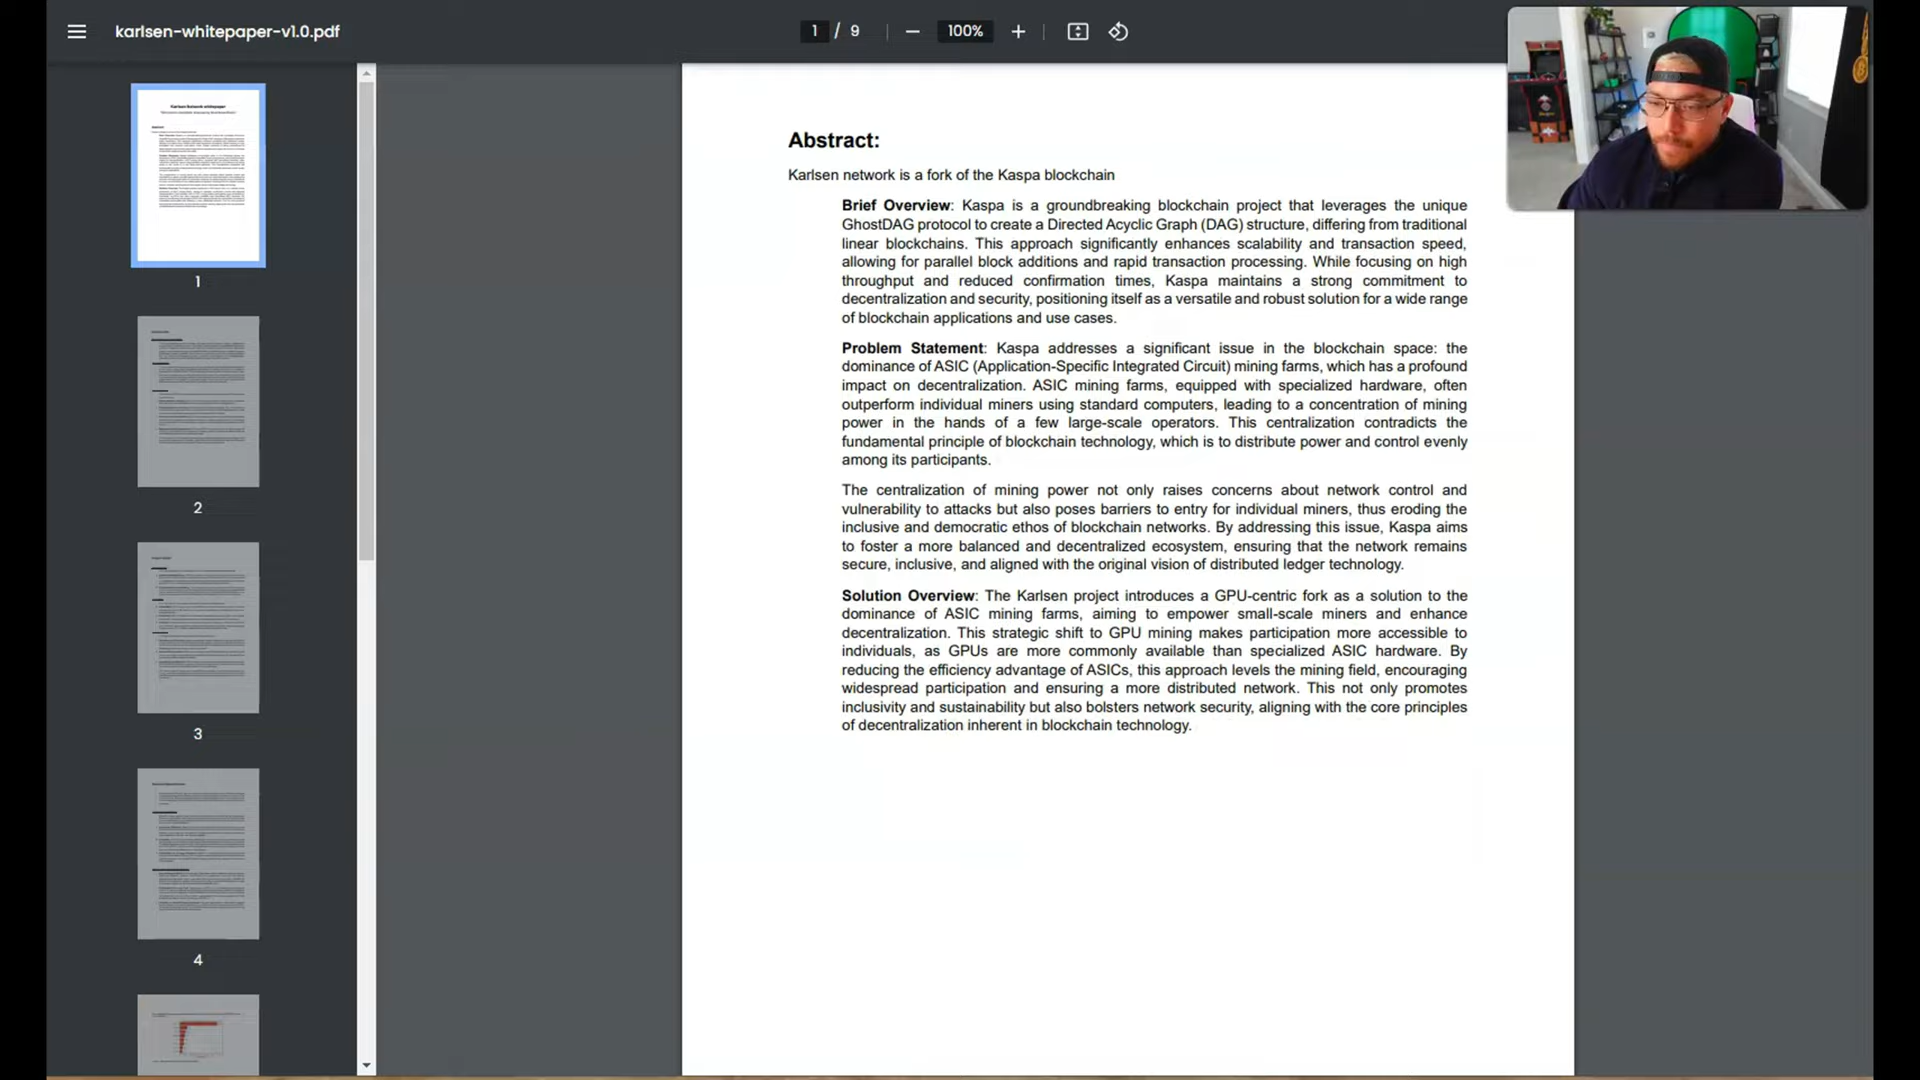 karlsen-whitepaper-v1.0.pdf
1 / 9
100%
Karlsen Network whitepaper
1
2
3
4
Abstract:
Karlsen network is a fork of the Kaspa blockchain
Brief Overview: Kaspa is a groundbreaking blockchain project that leverages the unique
GhostDAG protocol to create a Directed Acyclic Graph (DAG) structure, differing from traditional
linear blockchains. This approach significantly enhances scalability and transaction speed,
allowing for parallel block additions and rapid transaction processing. While focusing on high
throughput and reduced confirmation times, Kaspa maintains a strong commitment to
decentralization and security, positioning itself as a versatile and robust solution for a wide range
of blockchain applications and use cases.
Problem Statement: Kaspa addresses a significant issue in the blockchain space: the
dominance of ASIC (Application-Specific Integrated Circuit) mining farms, which has a profound
impact on decentralization. ASIC mining farms, equipped with specialized hardware, often
outperform individual miners using standard computers, leading to a concentration of mining
power in the hands of a few large-scale operators. This centralization contradicts the
fundamental principle of blockchain technology, which is to distribute power and control evenly
among its participants.
The centralization of mining power not only raises concerns about network control and
vulnerability to attacks but also poses barriers to entry for individual miners, thus eroding the
inclusive and democratic ethos of blockchain networks. By addressing this issue, Kaspa aims
to foster a more balanced and decentralized ecosystem, ensuring that the network remains
secure, inclusive, and aligned with the original vision of distributed ledger technology.
Solution Overview: The Karlsen project introduces a GPU-centric fork as a solution to the
dominance of ASIC mining farms, aiming to empower small-scale miners and enhance
decentralization. This strategic shift to GPU mining makes participation more accessible to
individuals, as GPUs are more commonly available than specialized ASIC hardware. By
reducing the efficiency advantage of ASICs, this approach levels the mining field, encouraging
widespread participation and ensuring a more distributed network. This not only promotes
inclusivity and sustainability but also bolsters network security, aligning with the core principles
of decentralization inherent in blockchain technology.